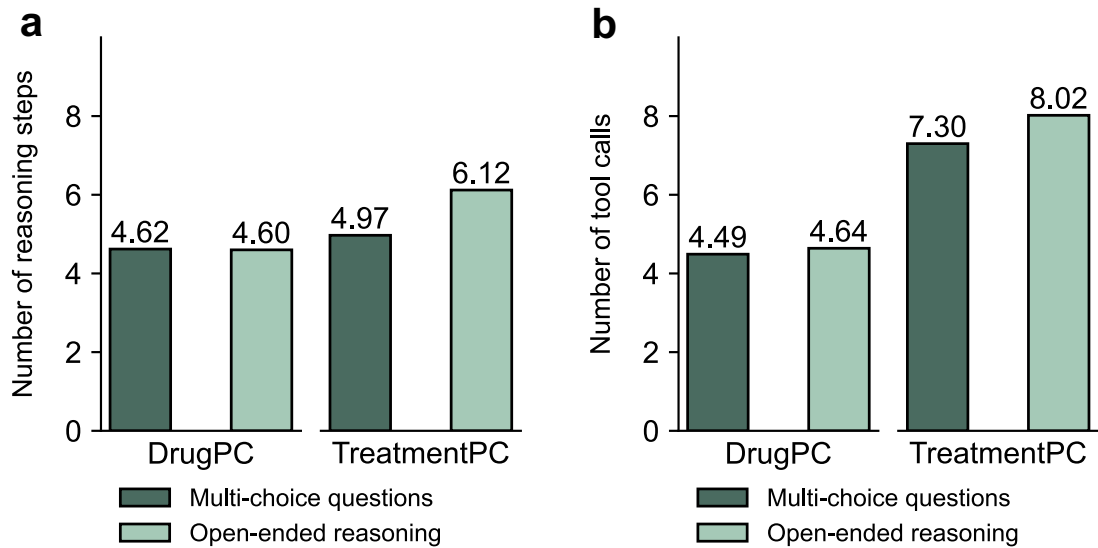 a
Number of reasoning steps
8
6
4
2
0
4.62
4.60
4.97
6.12
DrugPC
TreatmentPC
Multi-choice questions
Open-ended reasoning
b
Number of tool calls
8
6
4
2
0
4.49
4.64
7.30
8.02
DrugPC
TreatmentPC
Multi-choice questions
Open-ended reasoning